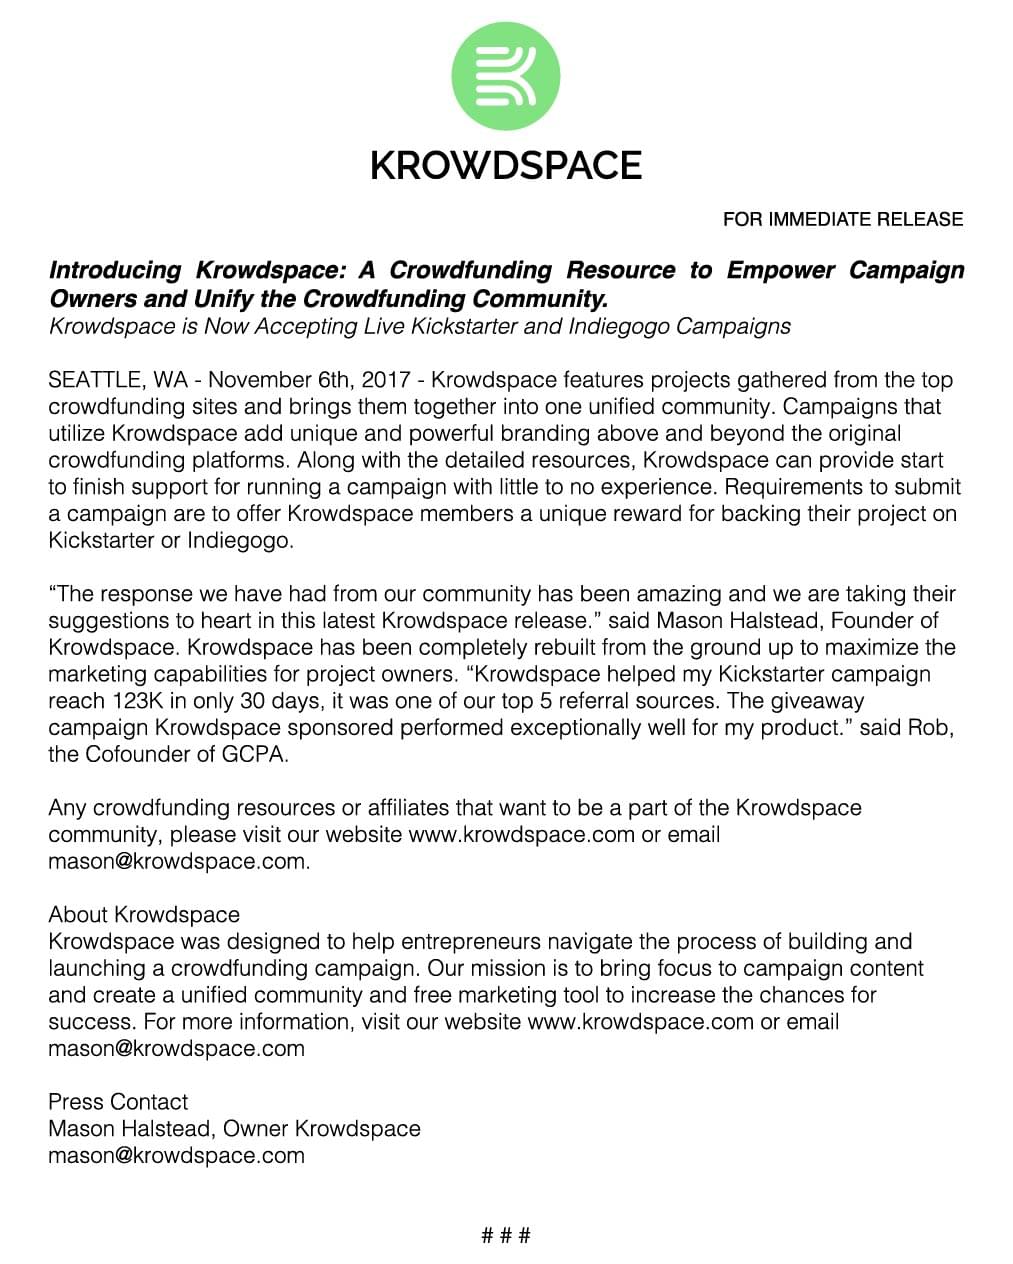 KROWDSPACE
FOR IMMEDIATE RELEASE
Introducing Krowdspace: A Crowdfunding Resource to Empower Campaign
Owners and Unify the Crowdfunding Community.
Krowdspace is Now Accepting Live Kickstarter and Indiegogo Campaigns
SEATTLE, WA - November 6th, 2017 - Krowdspace features projects gathered from the top
crowdfunding sites and brings them together into one unified community. Campaigns that
utilize Krowdspace add unique and powerful branding above and beyond the original
crowdfunding platforms. Along with the detailed resources, Krowdspace can provide start
to finish support for running a campaign with little to no experience. Requirements to submit
a campaign are to offer Krowdspace members a unique reward for backing their project on
Kickstarter or Indiegogo.
“The response we have had from our community has been amazing and we are taking their
suggestions to heart in this latest Krowdspace release.” said Mason Halstead, Founder of
Krowdspace. Krowdspace has been completely rebuilt from the ground up to maximize the
marketing capabilities for project owners. “Krowdspace helped my Kickstarter campaign
reach 123K in only 30 days, it was one of our top 5 referral sources. The giveaway
campaign Krowdspace sponsored performed exceptionally well for my product.” said Rob,
the Cofounder of GCPA.
Any crowdfunding resources or affiliates that want to be a part of the Krowdspace
community, please visit our website www.krowdspace.com or email
mason@krowdspace.com.
About Krowdspace
Krowdspace was designed to help entrepreneurs navigate the process of building and
launching a crowdfunding campaign. Our mission is to bring focus to campaign content
and create a unified community and free marketing tool to increase the chances for
success. For more information, visit our website www.krowdspace.com or email
mason@krowdspace.com
Press Contact
Mason Halstead, Owner Krowdspace
mason@krowdspace.com
# # #